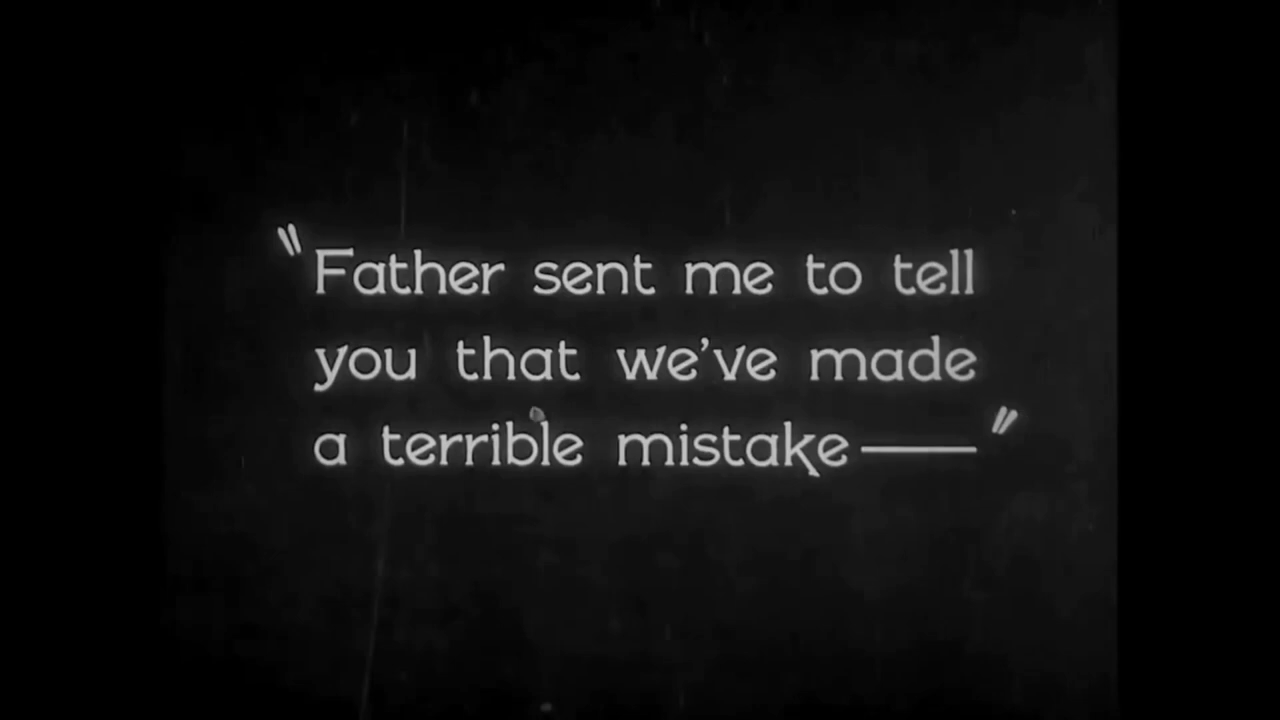 "Father sent me to tell
you that we've made
a terrible mistake——"